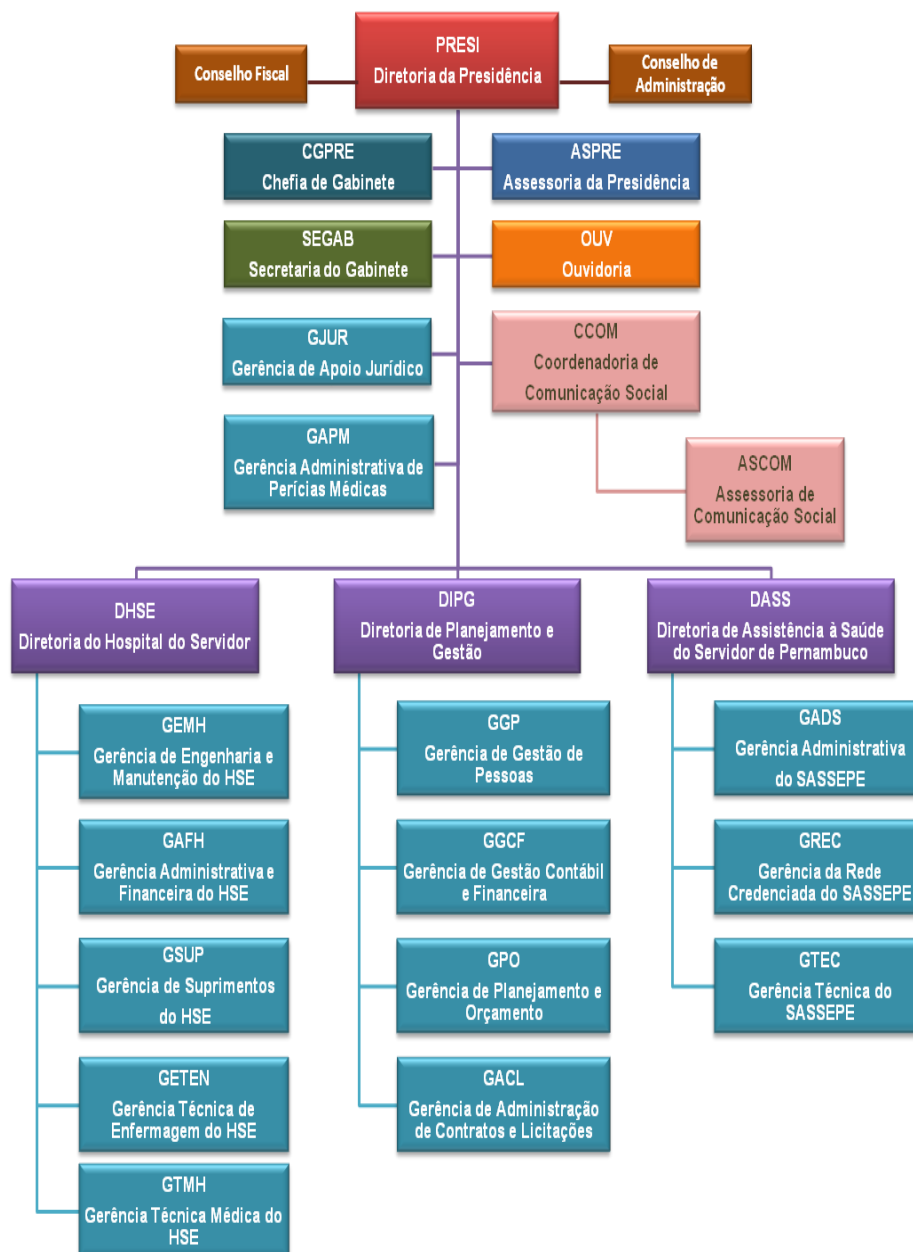 PRESI
Diretoria da Presidência
Conselho Fiscal
Conselho de
Administração
CGPRE
Chefia de Gabinete
ASPRE
Assessoria da Presidência
SEGAB
Secretaria do Gabinete
OUV
Ouvidoria
GJUR
Gerência de Apoio Jurídico
CCOM
Coordenadoria de
Comunicação Social
GAPM
Gerência Administrativa de
Perícias Médicas
ASCOM
Assessoria de
Comunicação Social
DHSE
Diretoria do Hospital do Servidor
GEMH
Gerência de Engenharia e
Manutenção do HSE
GAFH
Gerência Administrativa e
Financeira do HSE
GSUP
Gerência de Suprimentos
do HSE
GETEN
Gerência Técnica de
Enfermagem do HSE
GTMH
Gerência Técnica Médica do
HSE
DIPG
Diretoria de Planejamento e
Gestão
GGP
Gerência de Gestão de
Pessoas
GGCF
Gerência de Gestão Contábil
e Financeira
GPO
Gerência de Planejamento e
Orçamento
GACL
Gerência de Administração
de Contratos e Licitações
DASS
Diretoria de Assistência à Saúde
do Servidor de Pernambuco
GADS
Gerência Administrativa
do SASSEPE
GREC
Gerência da Rede
Credenciada do SASSEPE
GTEC
Gerência Técnica do
SASSEPE